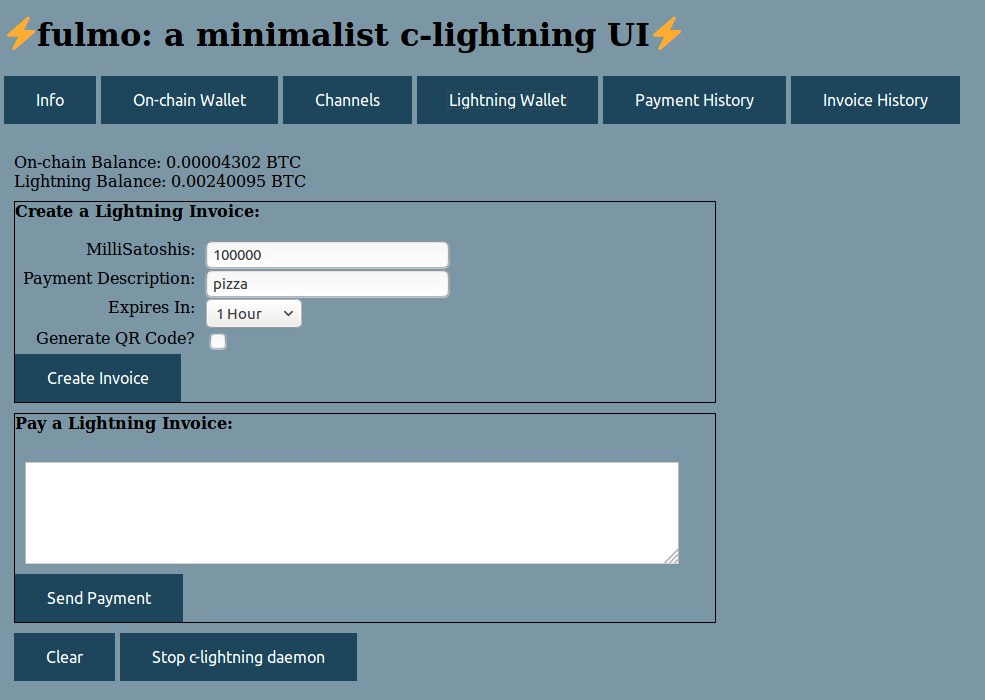 ⚡fulmo: a minimalist c-lightning UI⚡
Info On-chain Wallet Channels Lightning Wallet Payment History Invoice History
On-chain Balance: 0.00004302 BTC
Lightning Balance: 0.00240095 BTC
Create a Lightning Invoice:
MilliSatoshis: 100000
Payment Description: pizza
Expires In: 1 Hour
Generate QR Code?
Create Invoice
Pay a Lightning Invoice:
Send Payment
Clear Stop c-lightning daemon